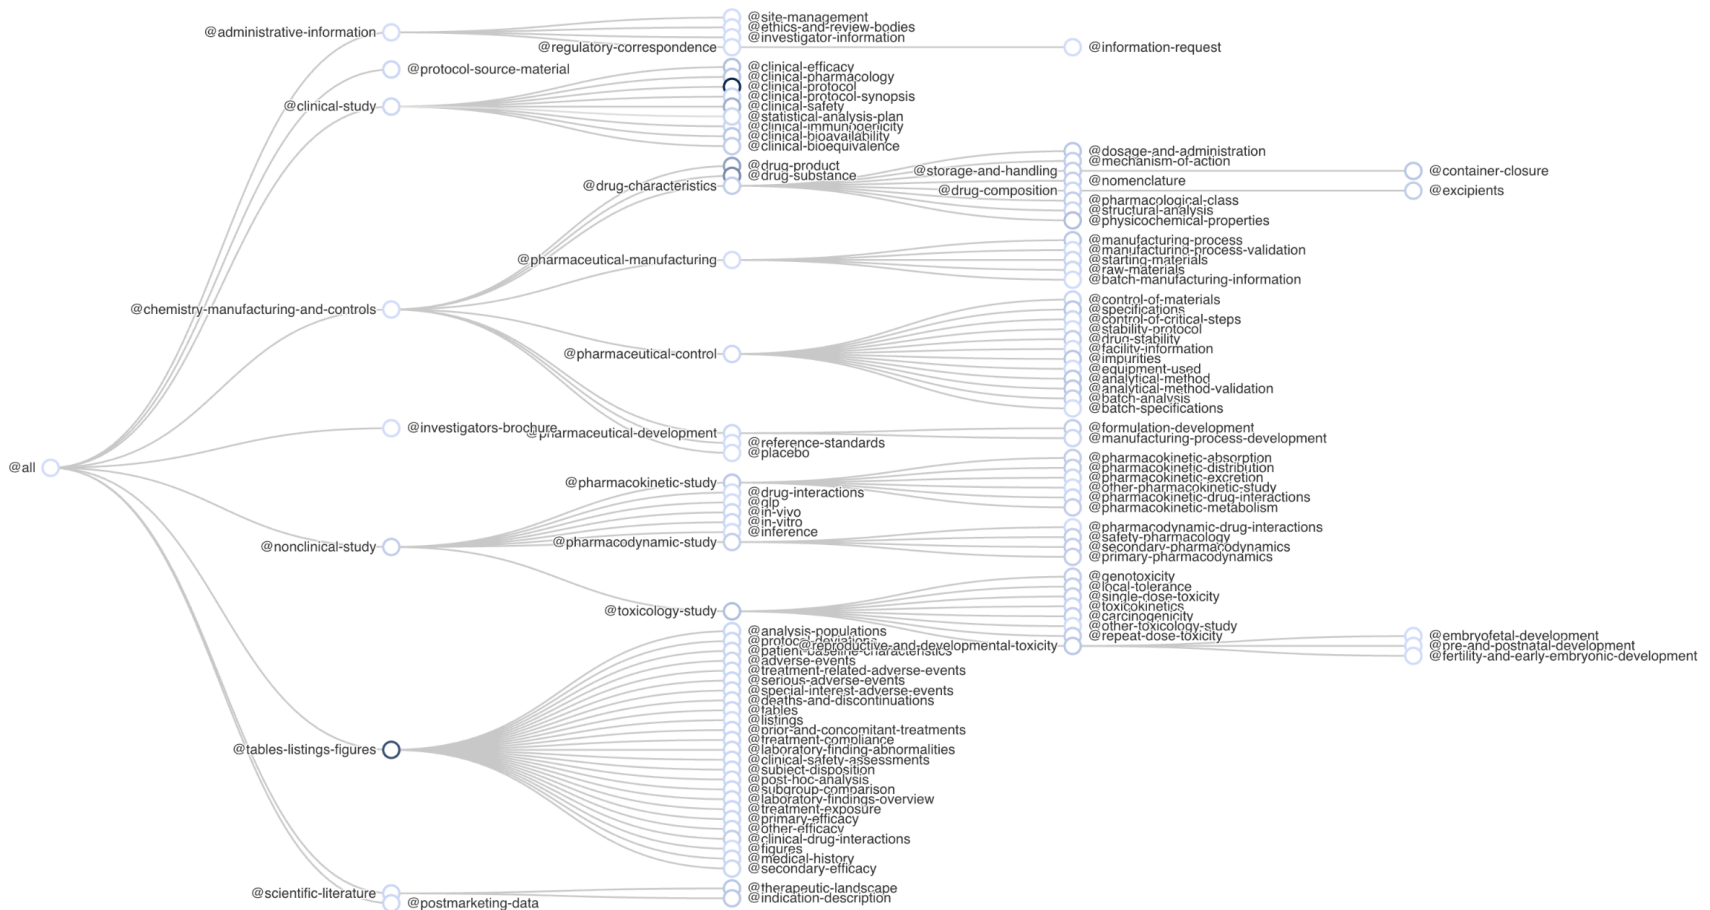 @all
@administrative-information
@site-management
@ethics-and-review-bodies
@investigator-information
@regulatory-correspondence
@information-request
@protocol-source-material
@clinical-study
@clinical-efficacy
@clinical-pharmacology
@clinical-protocol
@clinical-protocol-synopsis
@clinical-safety
@statistical-analysis-plan
@clinical-immunogenicity
@clinical-bioavailability
@clinical-bioequivalence
@chemistry-manufacturing-and-controls
@drug-product
@drug-substance
@drug-characteristics
@dosage-and-administration
@mechanism-of-action
@storage-and-handling
@container-closure
@nomenclature
@drug-composition
@excipients
@pharmacological-class
@structural-analysis
@physicochemical-properties
@pharmaceutical-manufacturing
@manufacturing-process
@manufacturing-process-validation
@starting-materials
@raw-materials
@batch-manufacturing-information
@pharmaceutical-control
@control-of-materials
@specifications
@control-of-critical-steps
@stability-protocol
@drug-stability
@facility-information
@impurities
@equipment-used
@analytical-method
@analytical-method-validation
@batch-analysis
@batch-specifications
@pharmaceutical-development
@formulation-development
@manufacturing-process-development
@reference-standards
@placebo
@investigators-brochure
@nonclinical-study
@pharmacokinetic-study
@pharmacokinetic-absorption
@pharmacokinetic-distribution
@pharmacokinetic-excretion
@other-pharmacokinetic-study
@pharmacokinetic-drug-interactions
@pharmacokinetic-metabolism
@drug-interactions
@glp
@in-vivo
@in-vitro
@inference
@pharmacodynamic-study
@pharmacodynamic-drug-interactions
@safety-pharmacology
@secondary-pharmacodynamics
@primary-pharmacodynamics
@toxicology-study
@genotoxicity
@local-tolerance
@single-dose-toxicity
@toxicokinetics
@carcinogenicity
@other-toxicology-study
@repeat-dose-toxicity
@reproductive-and-developmental-toxicity
@embryofetal-development
@pre-and-postnatal-development
@fertility-and-early-embryonic-development
@tables-listings-figures
@analysis-populations
@protocol-deviations
@patient-baseline-characteristics
@adverse-events
@treatment-related-adverse-events
@serious-adverse-events
@special-interest-adverse-events
@deaths-and-discontinuations
@tables
@listings
@prior-and-concomitant-treatments
@treatment-compliance
@laboratory-finding-abnormalities
@clinical-safety-assessments
@subject-disposition
@post-hoc-analysis
@subgroup-comparison
@laboratory-findings-overview
@treatment-exposure
@primary-efficacy
@other-efficacy
@clinical-drug-interactions
@figures
@medical-history
@secondary-efficacy
@scientific-literature
@therapeutic-landscape
@indication-description
@postmarketing-data